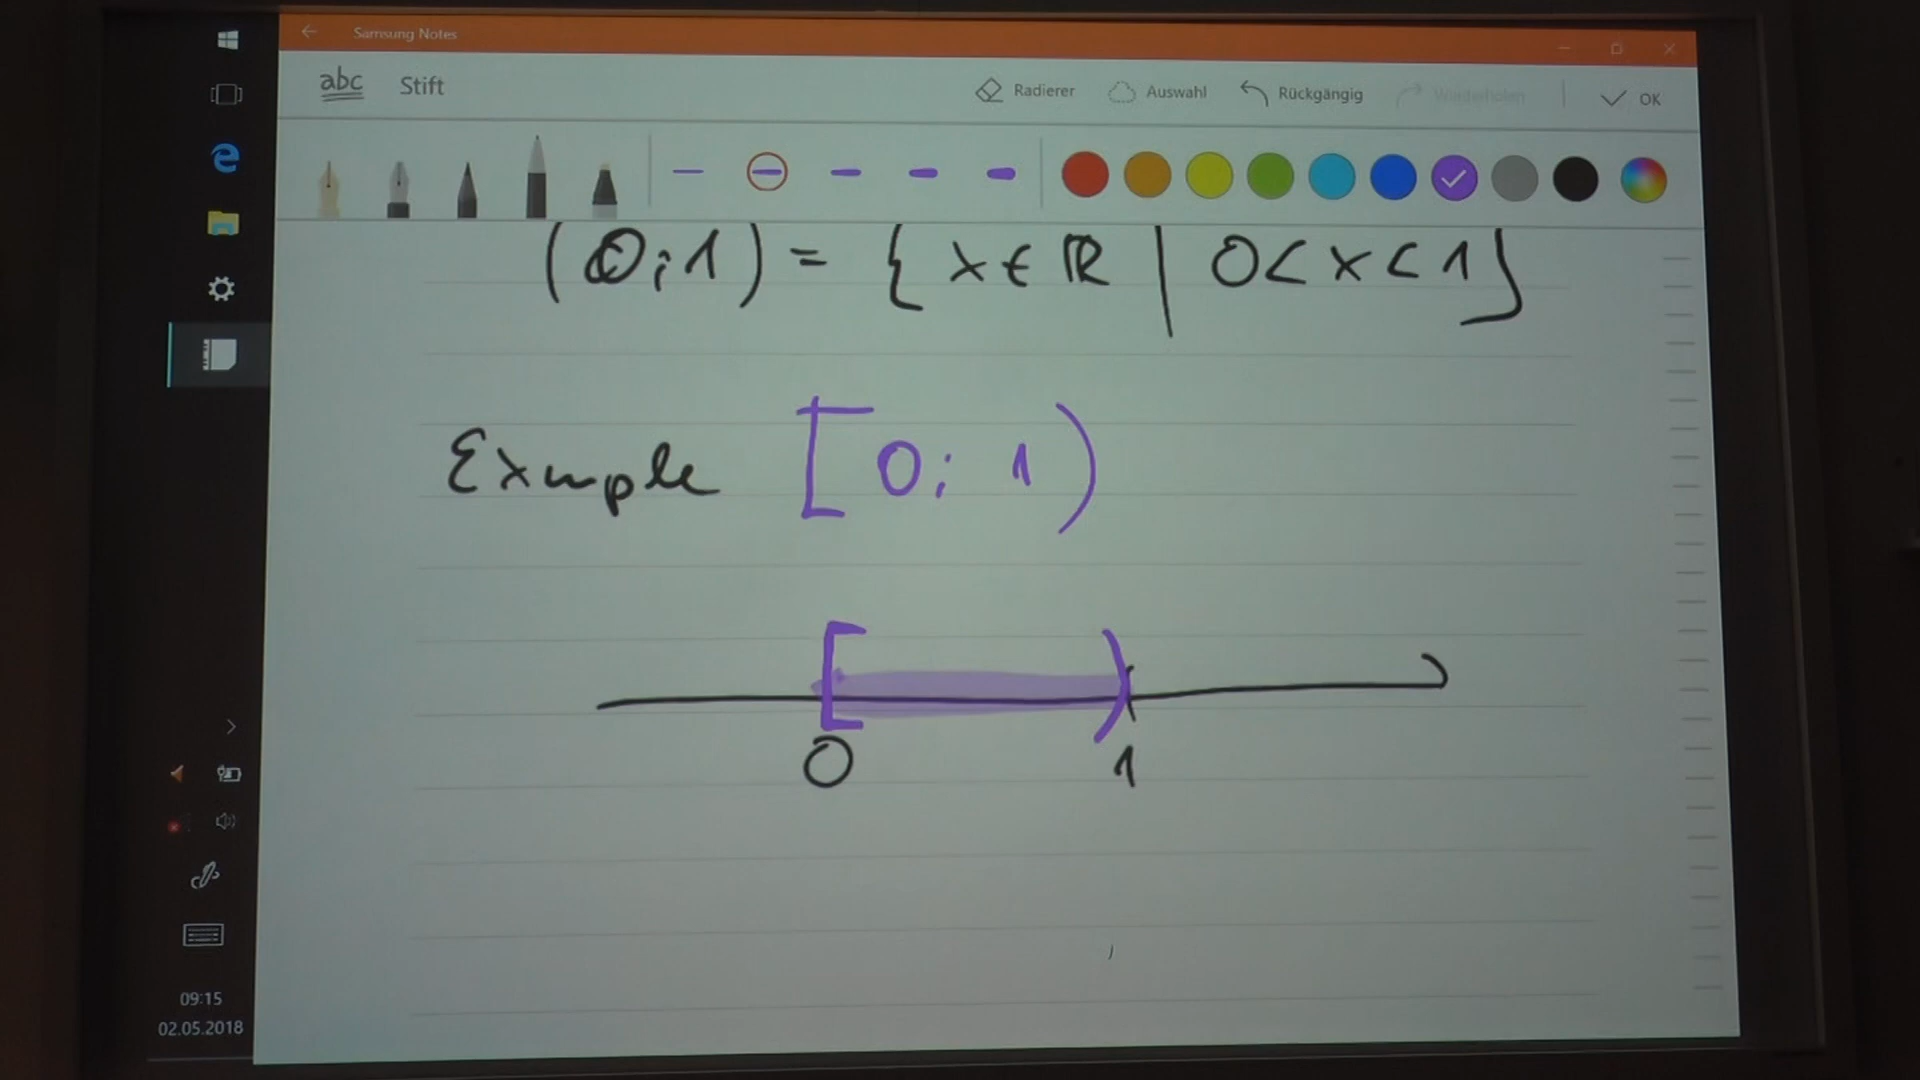 Samsung Notes
abc Stift Radierer Auswahl Rückgängig Wiederholen OK
(0;1) = { x ∈ ℝ | 0 < x < 1 }
Exmple [0; 1)
[ )
0 1
09:15
02.05.2018